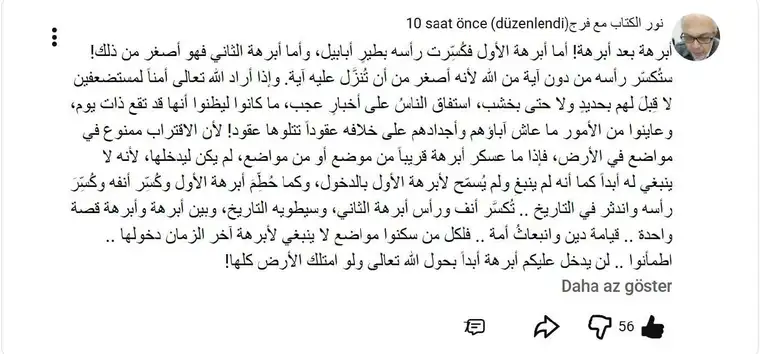 نور الكتاب مع فرج 10 saat önce (düzenlendi)
أبرهة بعد أبرهة! أما أبرهة الأول فكُسِّرت رأسه بطيرٍ أبابيل، وأما أبرهة الثاني فهو أصغر من ذلك!
ستُكسّر رأسه من دون آية من الله لأنه أصغر من أن تُنزَّل عليه آية. وإذا أراد الله تعالى أمناً لمستضعفين
لا قِبلَ لهم بحديدٍ ولا حتى بخشب، استفاق الناسُ على أخبارِ عجب، ما كانوا ليظنوا أنها قد تقع ذات يوم،
وعاينوا من الأمور ما عاش آباؤهم وأجدادهم على خلافه عقوداً تتلوها عقود! لأن الاقتراب ممنوع في
مواضع في الأرض، فإذا ما عسكر أبرهة قريباً من موضع أو من مواضع، لم يكن ليدخلها، لأنه لا
ينبغي له أبداً كما أنه لم ينبغ ولم يُسمَح لأبرهة الأول بالدخول، وكما حُطِّمَ أبرهة الأول وكُسِّر أنفه وكُسِّرَ
رأسه واندثر في التاريخ .. تُكسَّر أنف ورأس أبرهة الثاني، وسيطويه التاريخ، وبين أبرهة وأبرهة قصة
واحدة .. قيامة دين وانبعاثُ أمة .. فلكل من سكنوا مواضع لا ينبغي لأبرهة آخر الزمان دخولها ..
اطمأنوا .. لن يدخل عليكم أبرهة أبداً بحول الله تعالى ولو امتلك الأرض كلها!
Daha az göster
56
7